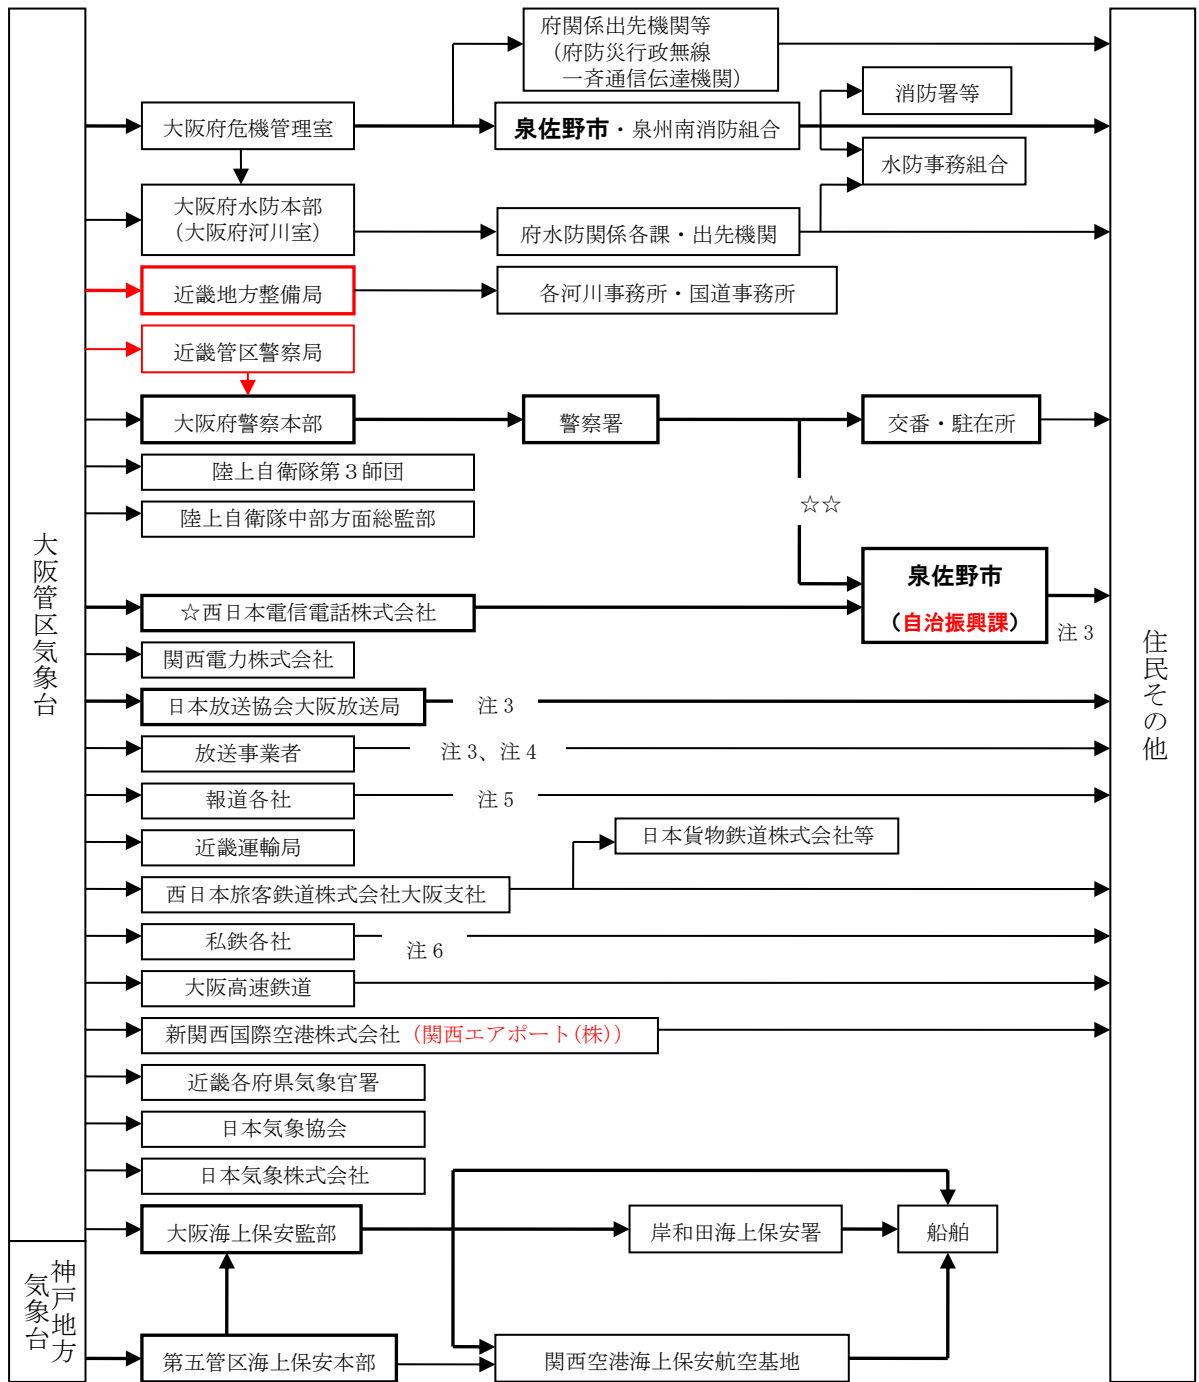 府関係出先機関等
（府防災行政無線
一斉通信伝達機関）
消防署等
大阪府危機管理室
泉佐野市・泉州南消防組合
水防事務組合
大阪府水防本部
（大阪府河川室）
府水防関係各課・出先機関
近畿地方整備局
各河川事務所・国道事務所
近畿管区警察局
大阪府警察本部
警察署
交番・駐在所
陸上自衛隊第３師団
☆☆
陸上自衛隊中部方面総監部
大阪管区気象台
泉佐野市
（自治振興課）
☆西日本電信電話株式会社
注３
住民その他
関西電力株式会社
日本放送協会大阪放送局
注３
放送事業者
注３、注４
報道各社
注５
近畿運輸局
日本貨物鉄道株式会社等
西日本旅客鉄道株式会社大阪支社
私鉄各社
注６
大阪高速鉄道
新関西国際空港株式会社（関西エアポート(株)）
近畿各府県気象官署
日本気象協会
日本気象株式会社
大阪海上保安監部
岸和田海上保安署
船舶
神戸地方
気象台
第五管区海上保安本部
関西空港海上保安航空基地